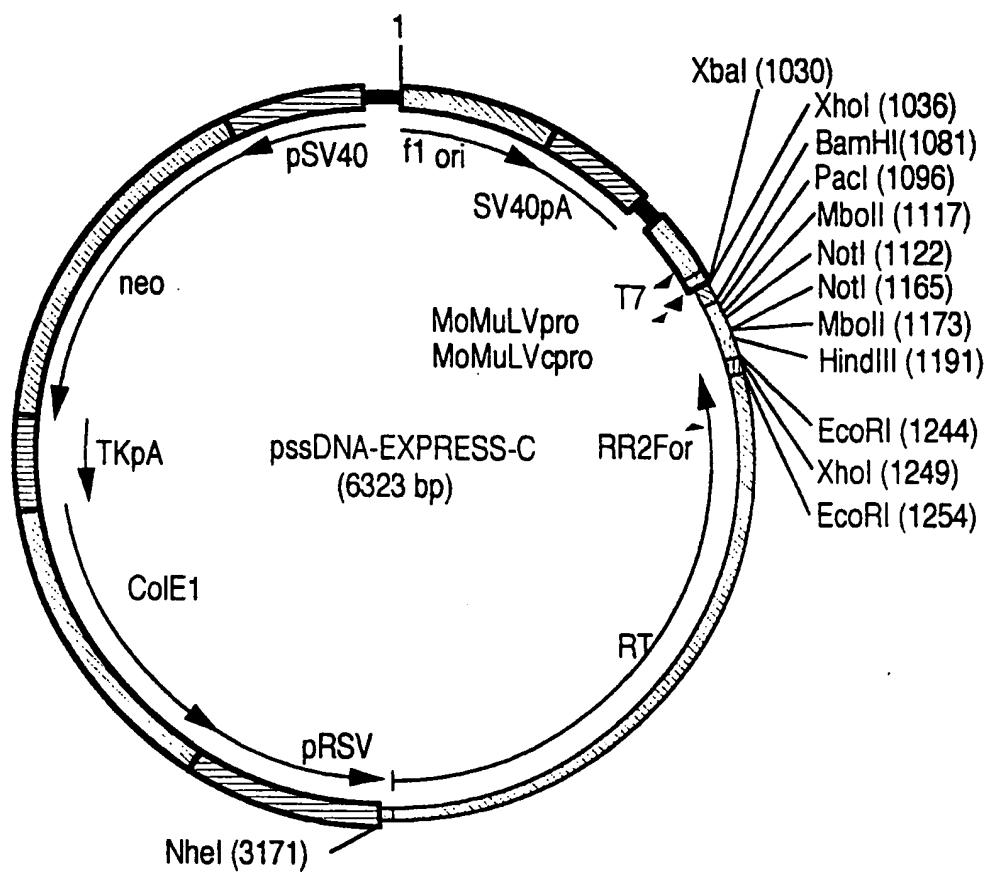 1
XbaI (1030)
XhoI (1036)
BamHI(1081)
PacI (1096)
MboII (1117)
NotI (1122)
NotI (1165)
MboII (1173)
HindIII (1191)
EcoRI (1244)
XhoI (1249)
EcoRI (1254)
pSV40
f1 ori
SV40pA
neo
T7
MoMuLVpro
MoMuLVcpro
TKpA
pssDNA-EXPRESS-C
(6323 bp)
RR2For
ColE1
RT
pRSV
NheI (3171)